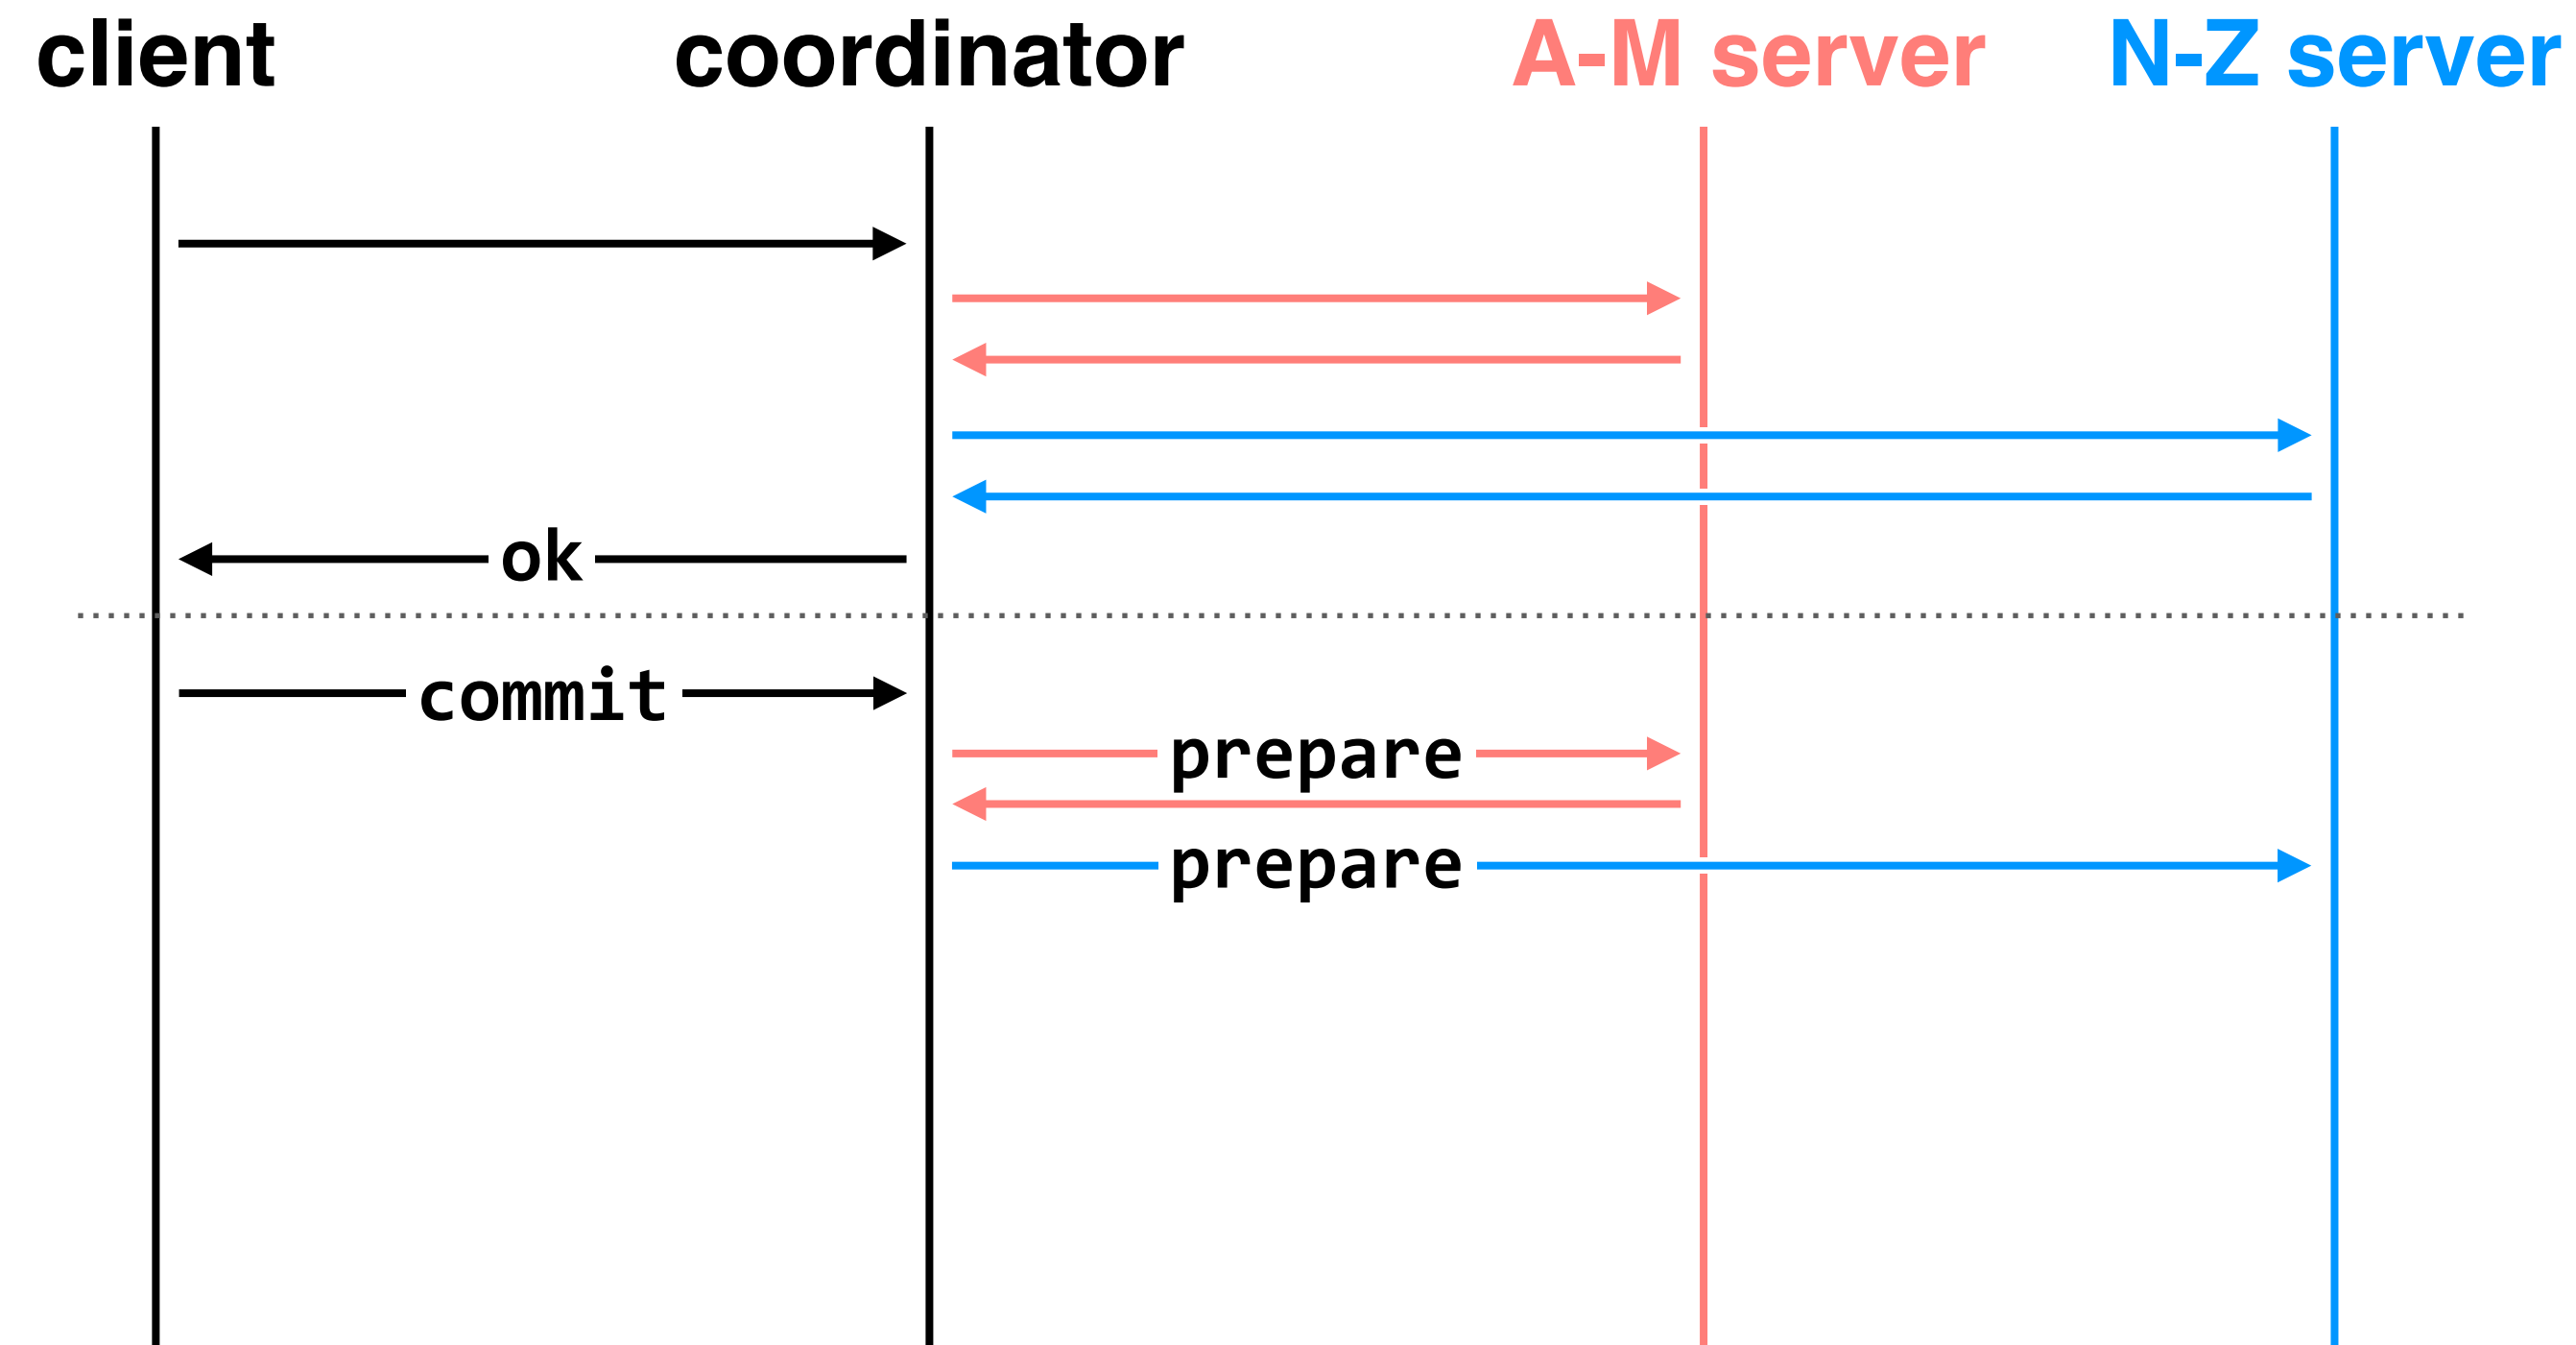 client coordinator A-M server N-Z server
ok
commit
prepare
prepare